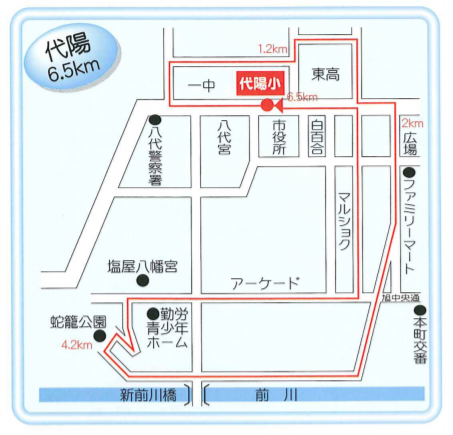 代陽
6.5km
1.2km
一中
代陽小
東高
6.5km
2km
八代警察署
八代宮
市役所
白百合
広場
マルショク
ファミリーマート
塩屋八幡宮
アーケード
旭中央通
蛇籠公園
4.2km
勤労
青少年
ホーム
本町交番
新前川橋
前川